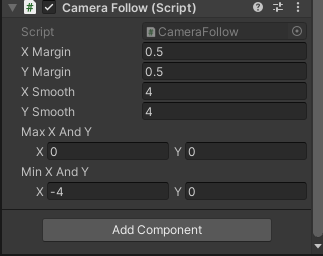 Camera Follow (Script)
Script CameraFollow
X Margin 0.5
Y Margin 0.5
X Smooth 4
Y Smooth 4
Max X And Y
X 0 Y 0
Min X And Y
X -4 Y 0
Add Component